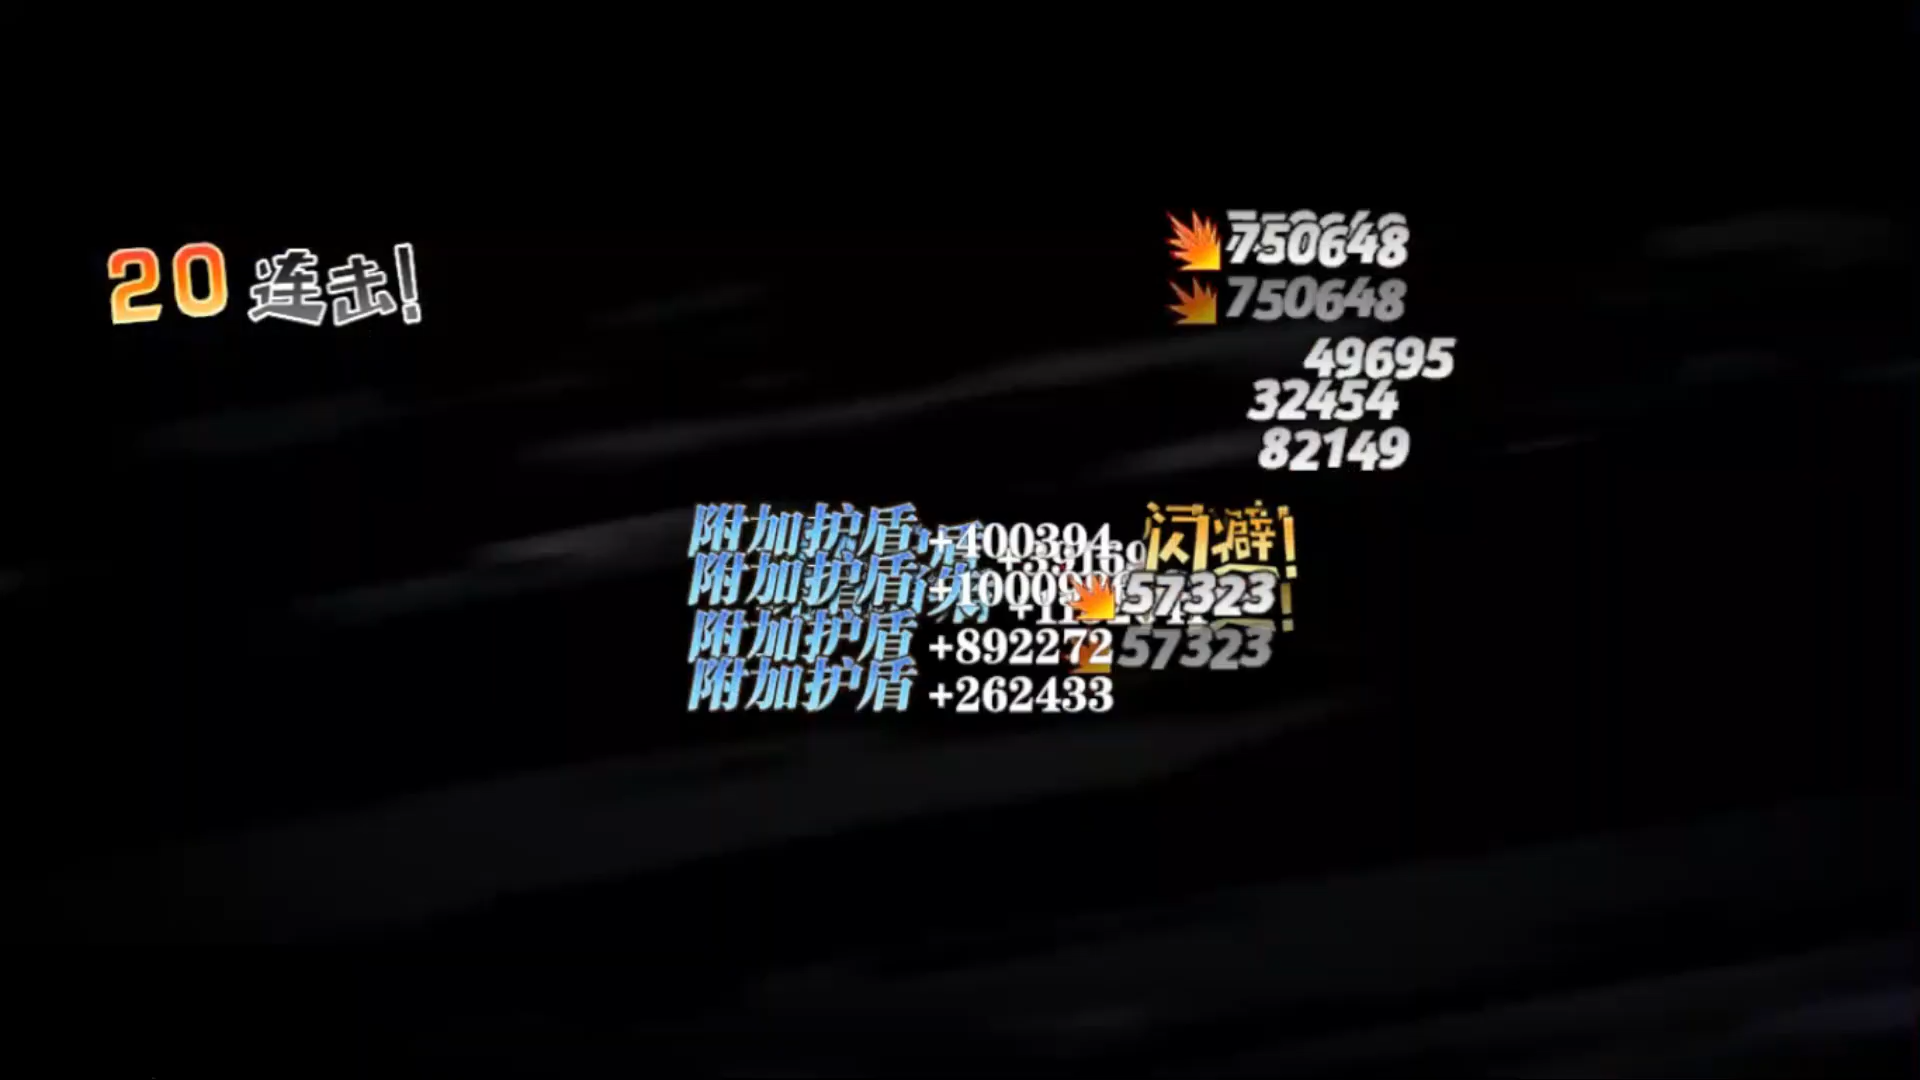 20 连击!
750648
750648
49695
32454
82149
附加护盾 +400394
闪避!
附加护盾
57323
附加护盾 +892272
57323
附加护盾 +262433